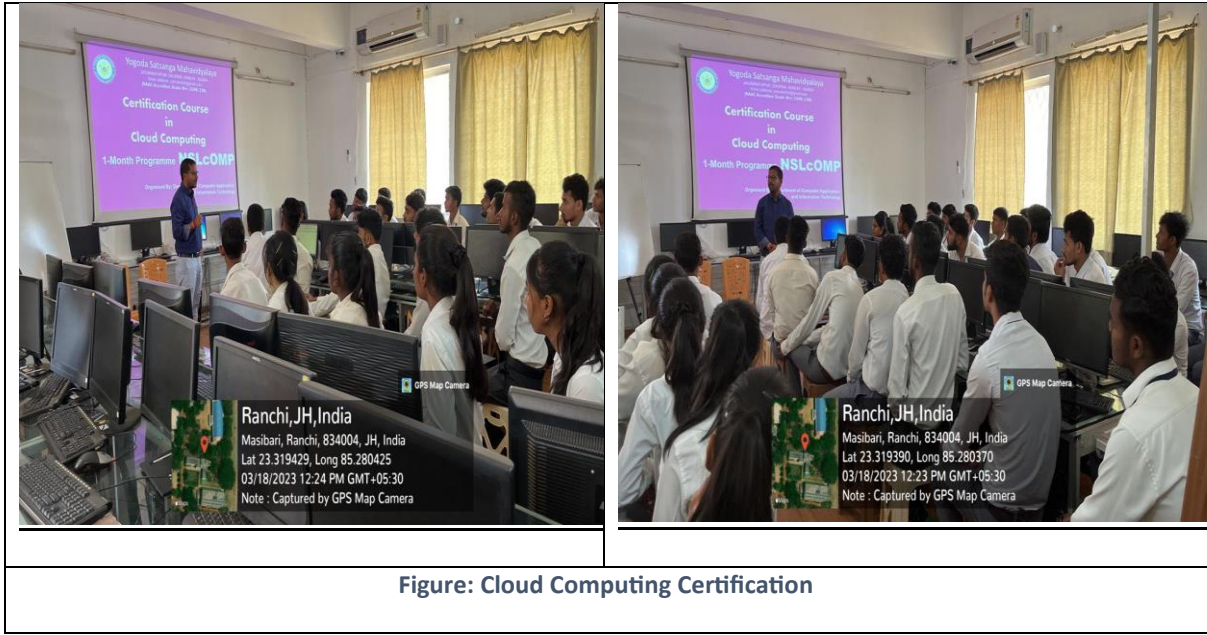 Yogoda Satsanga Mahavidyalaya
Certification Course
in
Cloud Computing
1-Month Programme NSLcOMP
GPS Map Camera
Ranchi,JH,India
Masibari, Ranchi, 834004, JH, India
Lat 23.319429, Long 85.280425
03/18/2023 12:24 PM GMT+05:30
Note : Captured by GPS Map Camera
Yogoda Satsanga Mahavidyalaya
Certification Course
in
Cloud Computing
1-Month Programme NSLcOMP
and Information Technology
GPS Map Camera
Ranchi,JH,India
Masibari, Ranchi, 834004, JH, India
Lat 23.319390, Long 85.280370
03/18/2023 12:23 PM GMT+05:30
Note : Captured by GPS Map Camera
Figure: Cloud Computing Certification